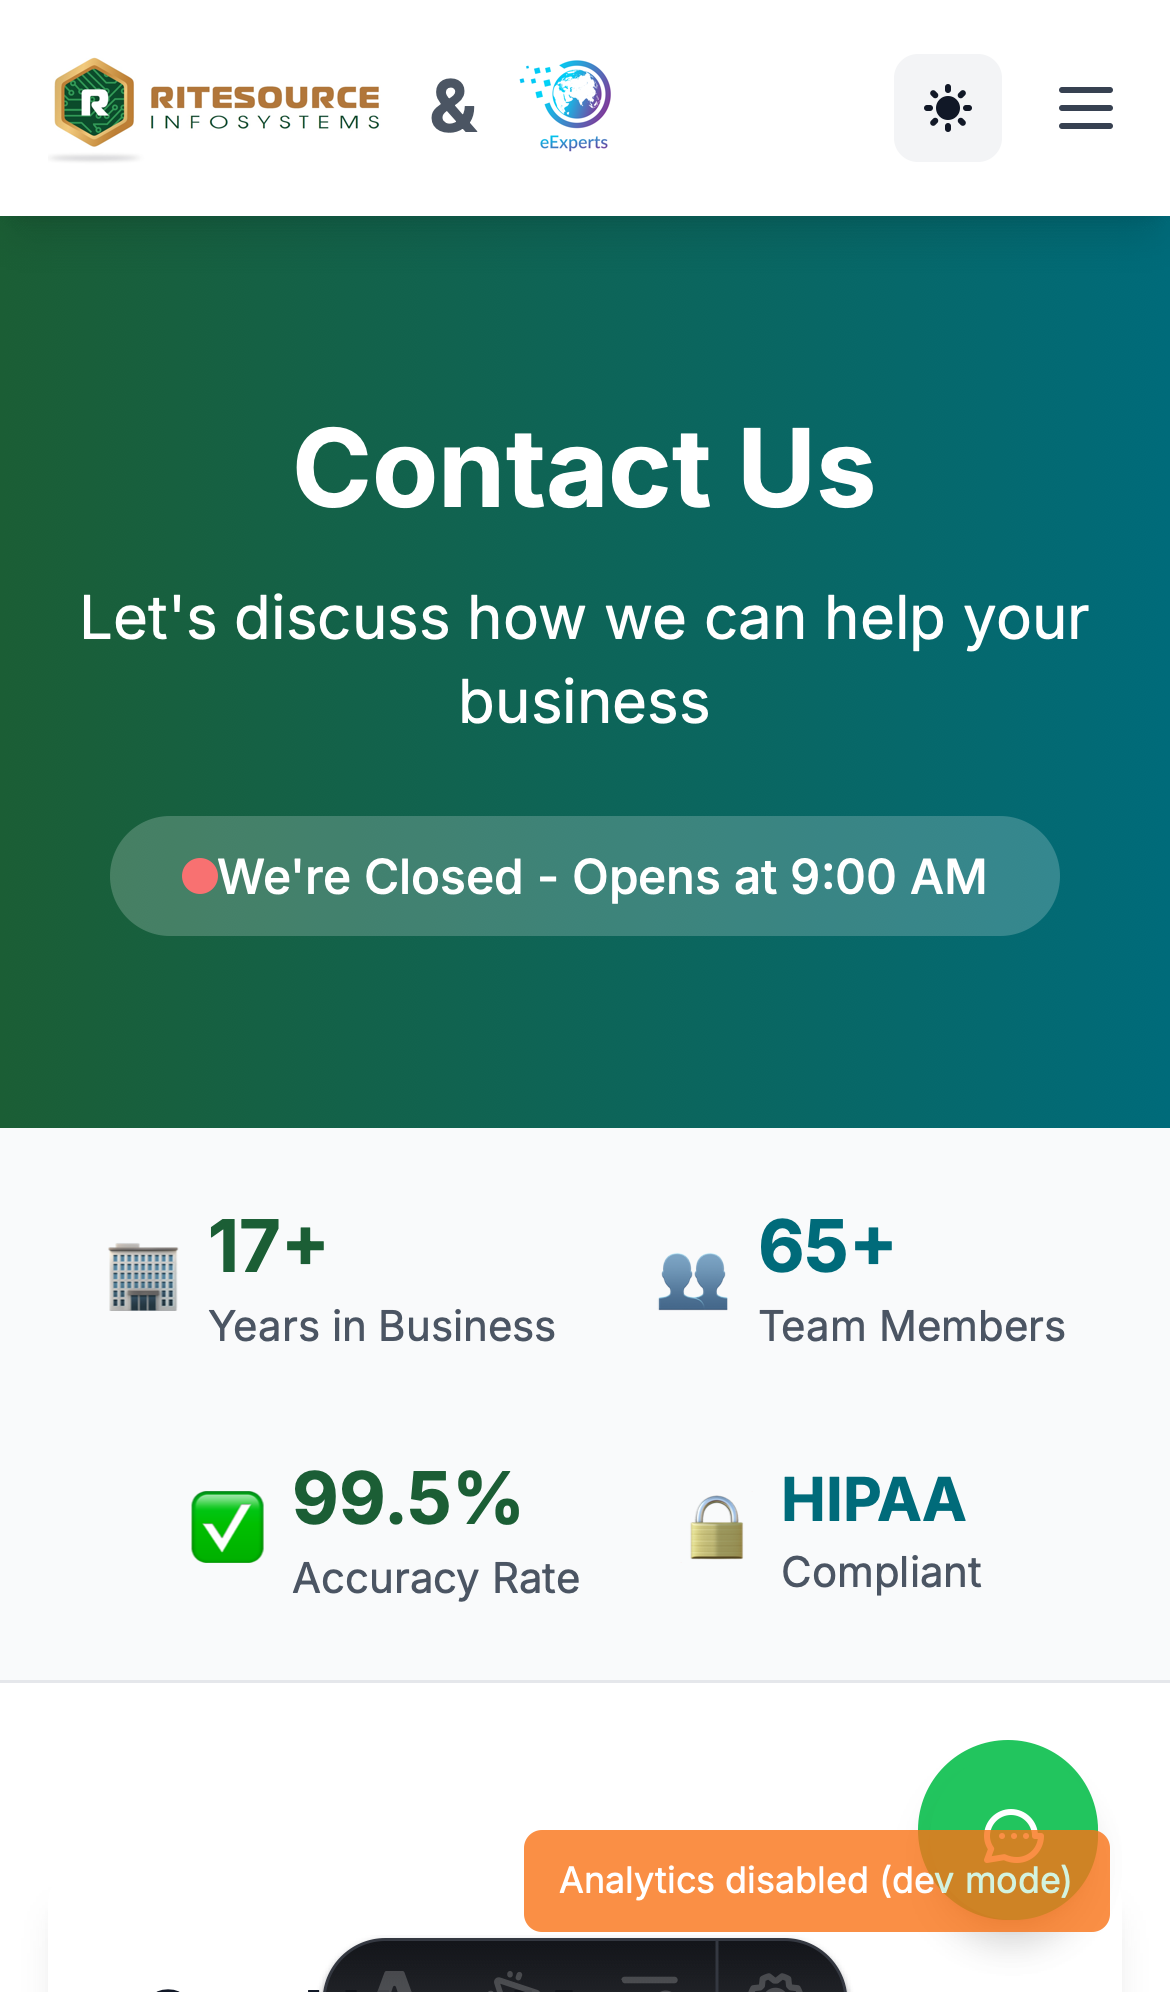 RITESOURCE
INFOSYSTEMS
&
eExperts
Contact Us
Let's discuss how we can help your
business
We're Closed - Opens at 9:00 AM
17+
Years in Business
65+
Team Members
99.5%
Accuracy Rate
HIPAA
Compliant
Analytics disabled (dev mode)